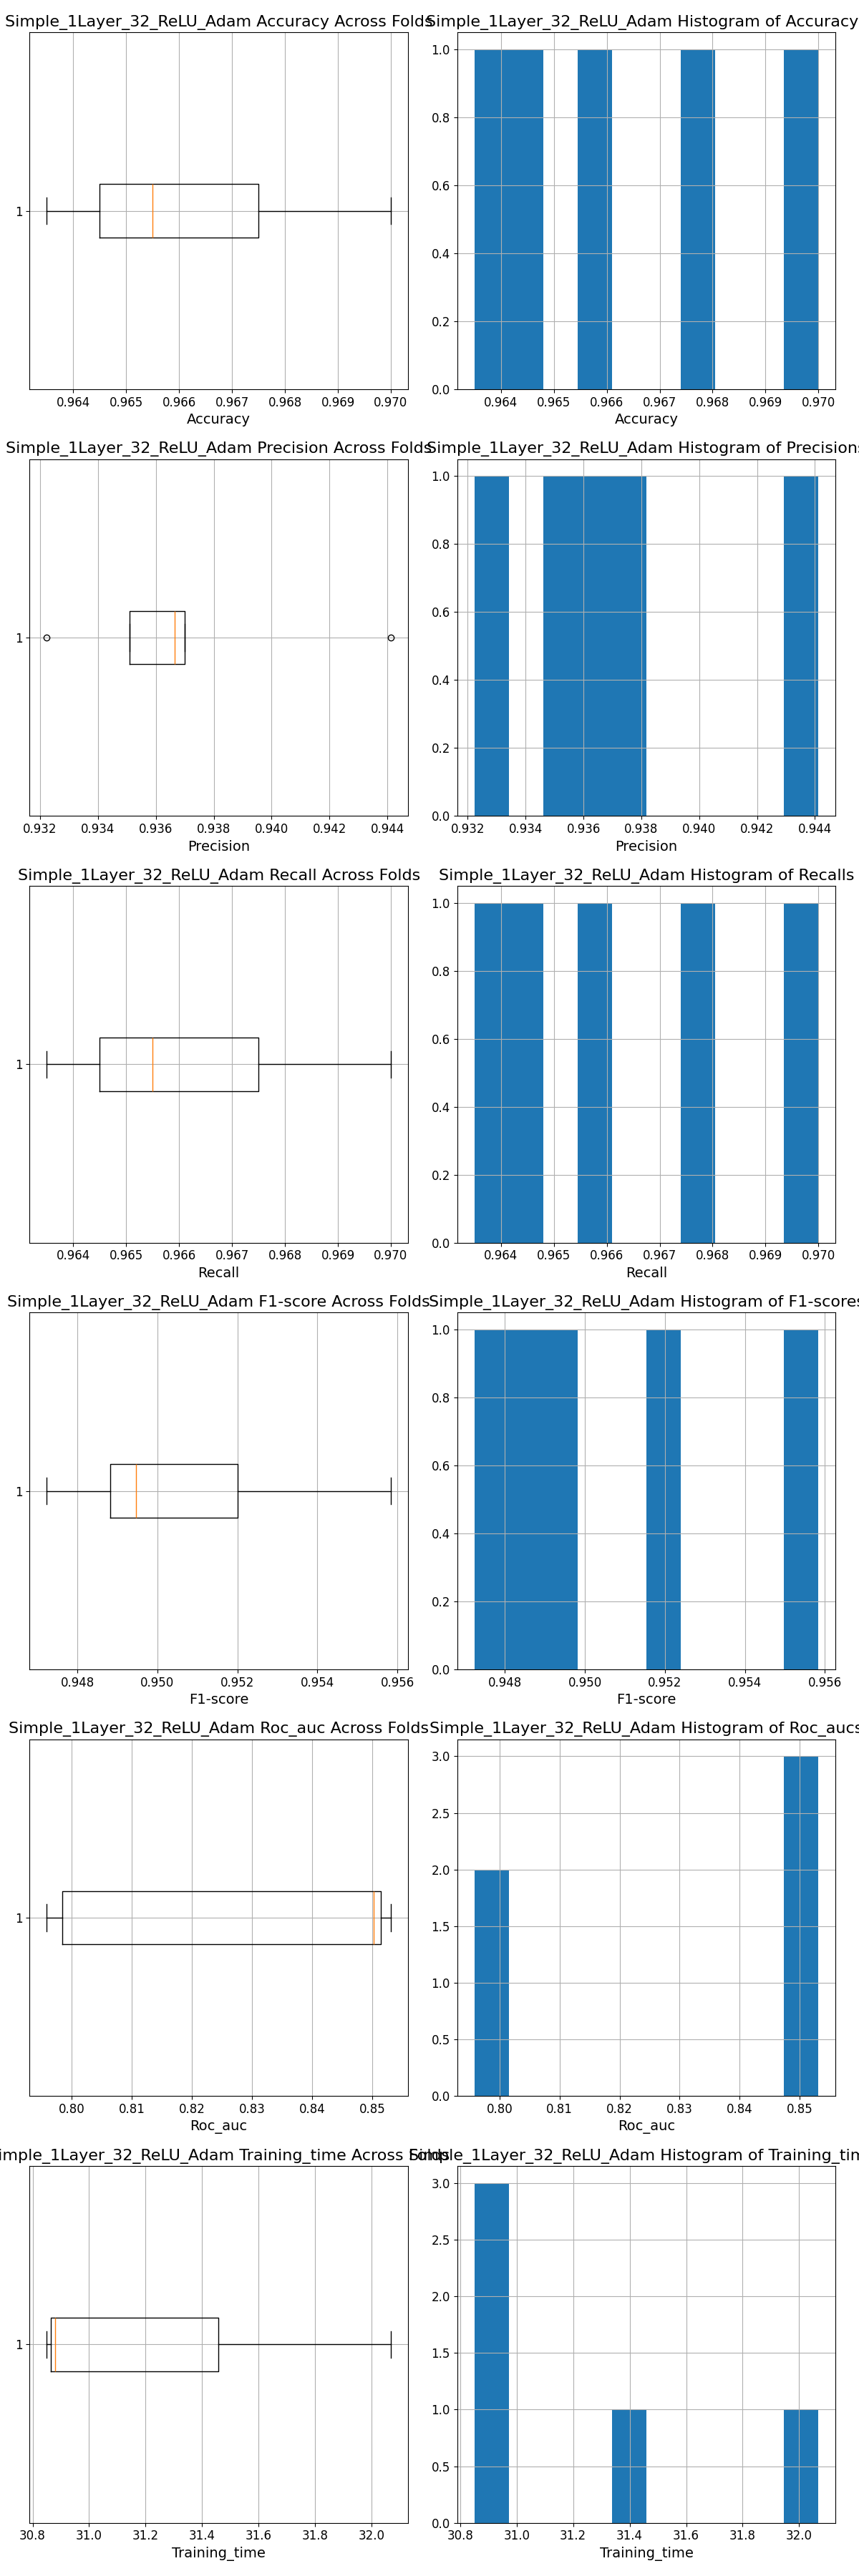 Simple_1Layer_32_ReLU_Adam Accuracy Across Folds
1
0.964 0.965 0.966 0.967 0.968 0.969 0.970
Accuracy
Simple_1Layer_32_ReLU_Adam Histogram of Accuracy
1.0
0.8
0.6
0.4
0.2
0.0
0.964 0.965 0.966 0.967 0.968 0.969 0.970
Accuracy
Simple_1Layer_32_ReLU_Adam Precision Across Folds
1
0.932 0.934 0.936 0.938 0.940 0.942 0.944
Precision
Simple_1Layer_32_ReLU_Adam Histogram of Precisions
1.0
0.8
0.6
0.4
0.2
0.0
0.932 0.934 0.936 0.938 0.940 0.942 0.944
Precision
Simple_1Layer_32_ReLU_Adam Recall Across Folds
1
0.964 0.965 0.966 0.967 0.968 0.969 0.970
Recall
Simple_1Layer_32_ReLU_Adam Histogram of Recalls
1.0
0.8
0.6
0.4
0.2
0.0
0.964 0.965 0.966 0.967 0.968 0.969 0.970
Recall
Simple_1Layer_32_ReLU_Adam F1-score Across Folds
1
0.948 0.950 0.952 0.954 0.956
F1-score
Simple_1Layer_32_ReLU_Adam Histogram of F1-scores
1.0
0.8
0.6
0.4
0.2
0.0
0.948 0.950 0.952 0.954 0.956
F1-score
Simple_1Layer_32_ReLU_Adam Roc_auc Across Folds
1
0.80 0.81 0.82 0.83 0.84 0.85
Roc_auc
Simple_1Layer_32_ReLU_Adam Histogram of Roc_aucs
3.0
2.5
2.0
1.5
1.0
0.5
0.0
0.80 0.81 0.82 0.83 0.84 0.85
Roc_auc
imple_1Layer_32_ReLU_Adam Training_time Across Folds
1
30.8 31.0 31.2 31.4 31.6 31.8 32.0
Training_time
Simple_1Layer_32_ReLU_Adam Histogram of Training_tim
3.0
2.5
2.0
1.5
1.0
0.5
0.0
30.8 31.0 31.2 31.4 31.6 31.8 32.0
Training_time